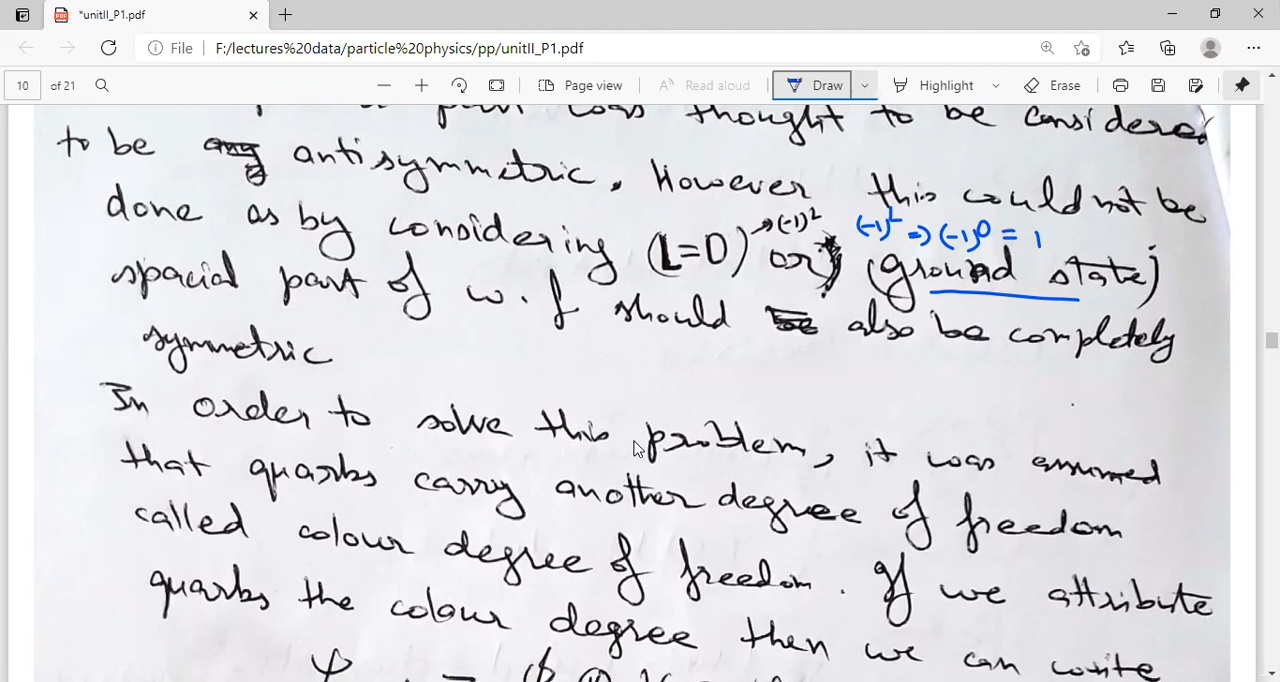 *unitII_P1.pdf
File F:/lectures%20data/particle%20physics/pp/unitII_P1.pdf
10 of 21 Page view Read aloud Draw Highlight Erase
part was thought to be considered
to be antisymmetric. However this could not be
(-1)^L => (-1)^0 = 1
done as by considering (L=0) →(-1)^L or (ground state)
spacial part of w.f should also be completely
symmetric
In order to solve this problem, it was assumed
that quarks carry another degree of freedom
called colour degree of freedom. If we attribute
quarks the colour degree then we can write